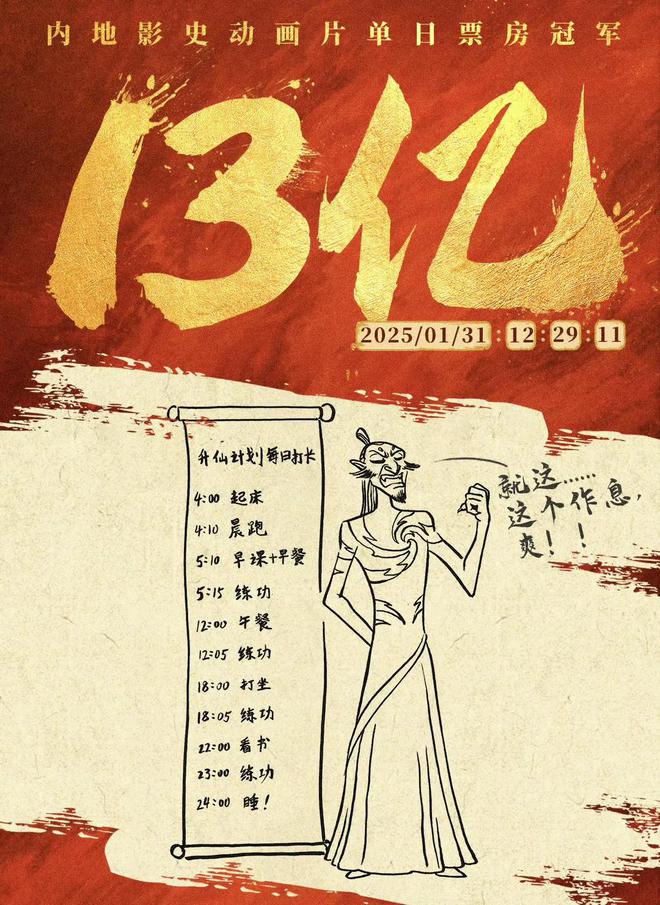 内地影史动画片单日票房冠军
13亿
2025/01/31:12:29:11
升仙计划每日打卡
4:00 起床
4:10 晨跑
5:10 早课+早餐
5:15 练功
12:00 午餐
12:05 练功
18:00 打坐
18:05 练功
22:00 看书
23:00 练功
24:00 睡！
就这……
这个作息，
爽！！